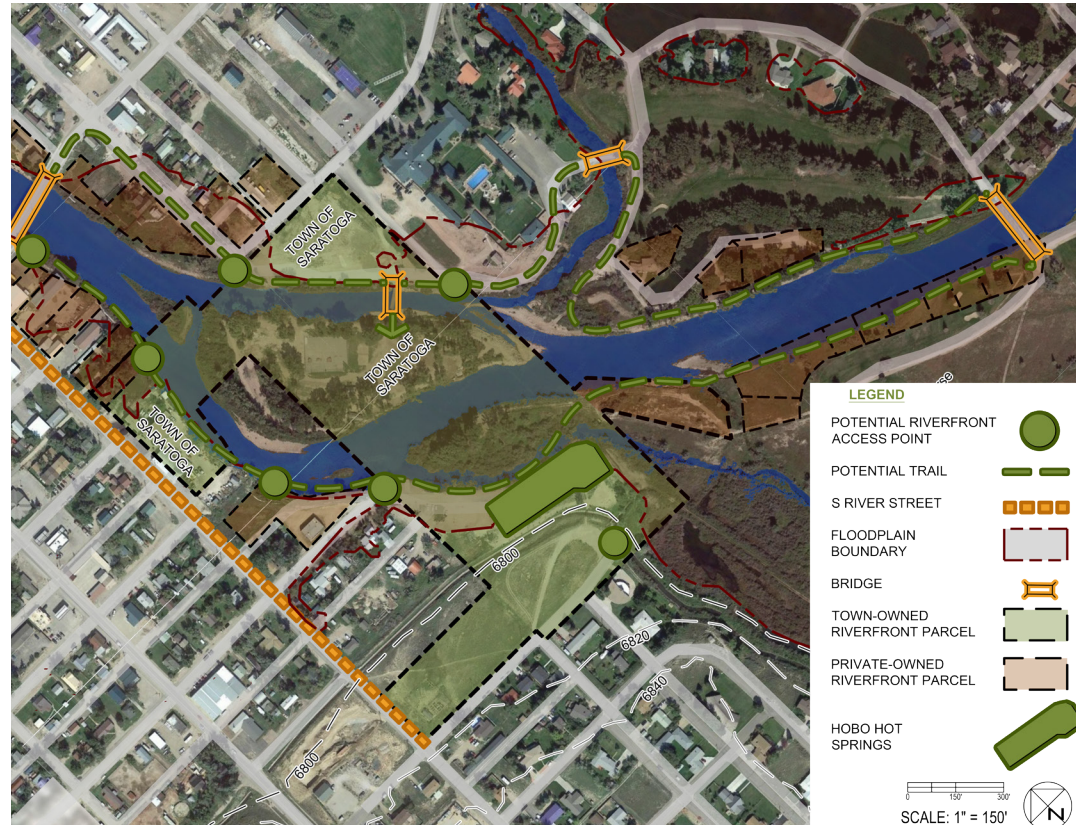 TOWN OF
SARATOGA
TOWN OF
SARATOGA
TOWN OF
SARATOGA
6800
6820
6840
6800
LEGEND
POTENTIAL RIVERFRONT
ACCESS POINT
POTENTIAL TRAIL
S RIVER STREET
FLOODPLAIN
BOUNDARY
BRIDGE
TOWN-OWNED
RIVERFRONT PARCEL
PRIVATE-OWNED
RIVERFRONT PARCEL
HOBO HOT
SPRINGS
0 150' 300'
SCALE: 1" = 150'
N